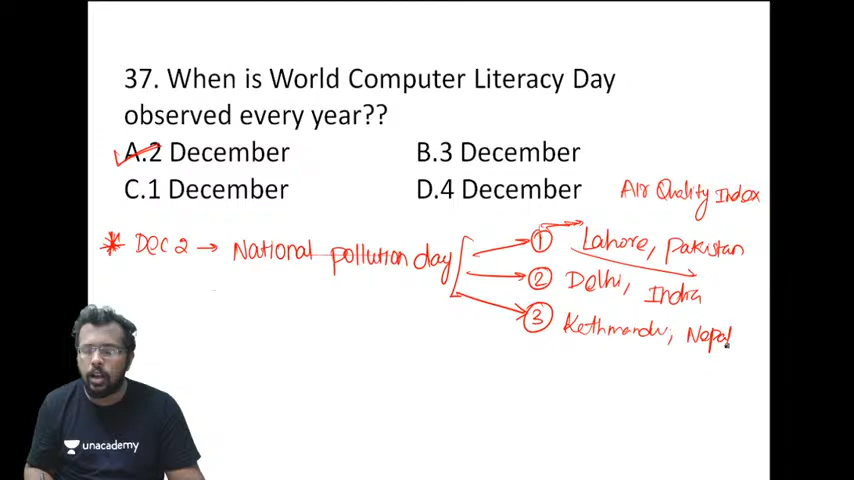 37. When is World Computer Literacy Day
observed every year??
A.2 December
B.3 December
C.1 December
D.4 December
Air Quality Index
* Dec 2 → National pollution day
① Lahore, Pakistan
② Delhi, India
③ Kethmandu, Nepal
unacademy